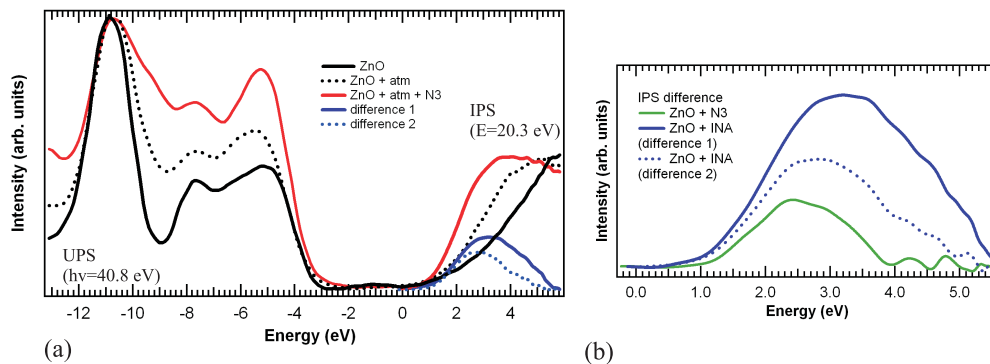 Intensity (arb. units)
ZnO
ZnO + atm
ZnO + atm + N3
difference 1
difference 2
IPS
(E=20.3 eV)
UPS
(hν=40.8 eV)
-12 -10 -8 -6 -4 -2 0 2 4
Energy (eV)
(a)
Intensity (arb. units)
IPS difference
ZnO + N3
ZnO + INA
(difference 1)
ZnO + INA
(difference 2)
0.0 1.0 2.0 3.0 4.0 5.0
Energy (eV)
(b)